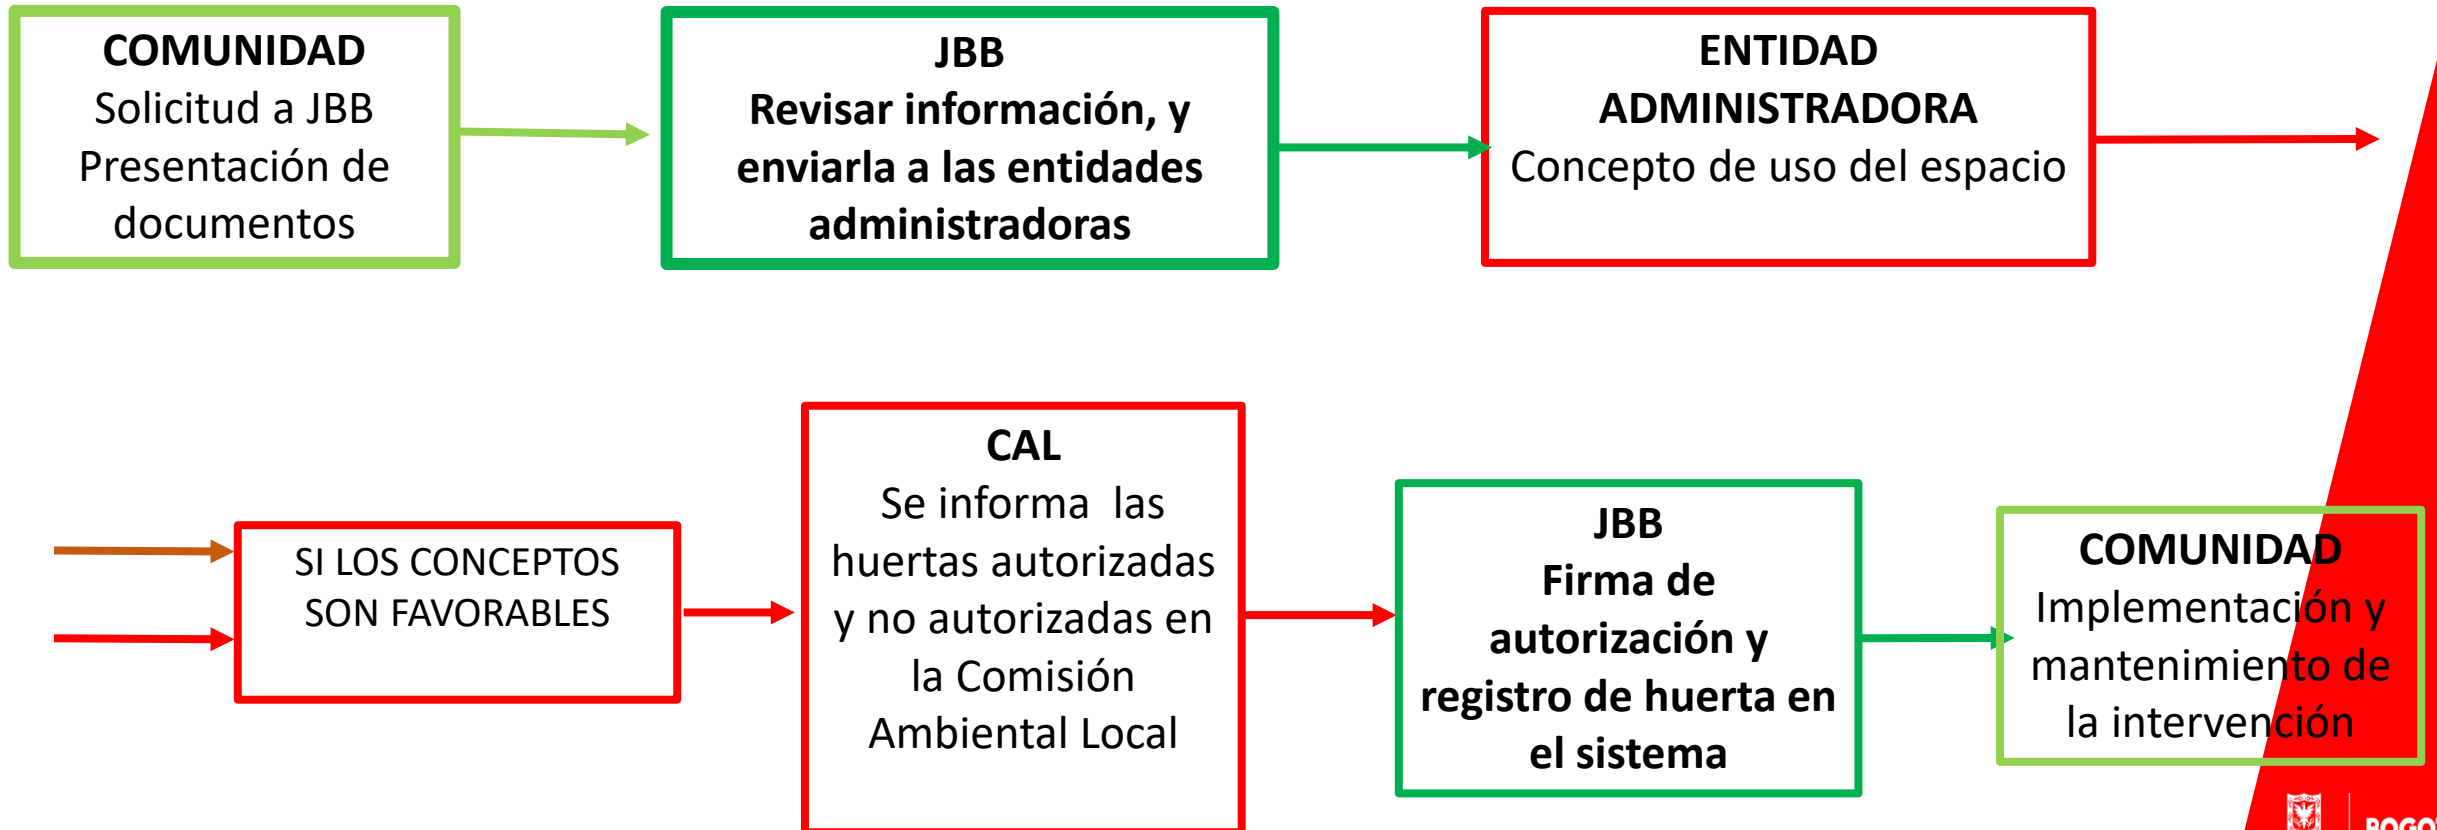 COMUNIDAD
Solicitud a JBB
Presentación de
documentos
JBB
Revisar información, y
enviarla a las entidades
administradoras
ENTIDAD
ADMINISTRADORA
Concepto de uso del espacio
SI LOS CONCEPTOS
SON FAVORABLES
CAL
Se informa  las
huertas autorizadas
y no autorizadas en
la Comisión
Ambiental Local
JBB
Firma de
autorización y
registro de huerta en
el sistema
COMUNIDAD
Implementación y
mantenimiento de
la intervención